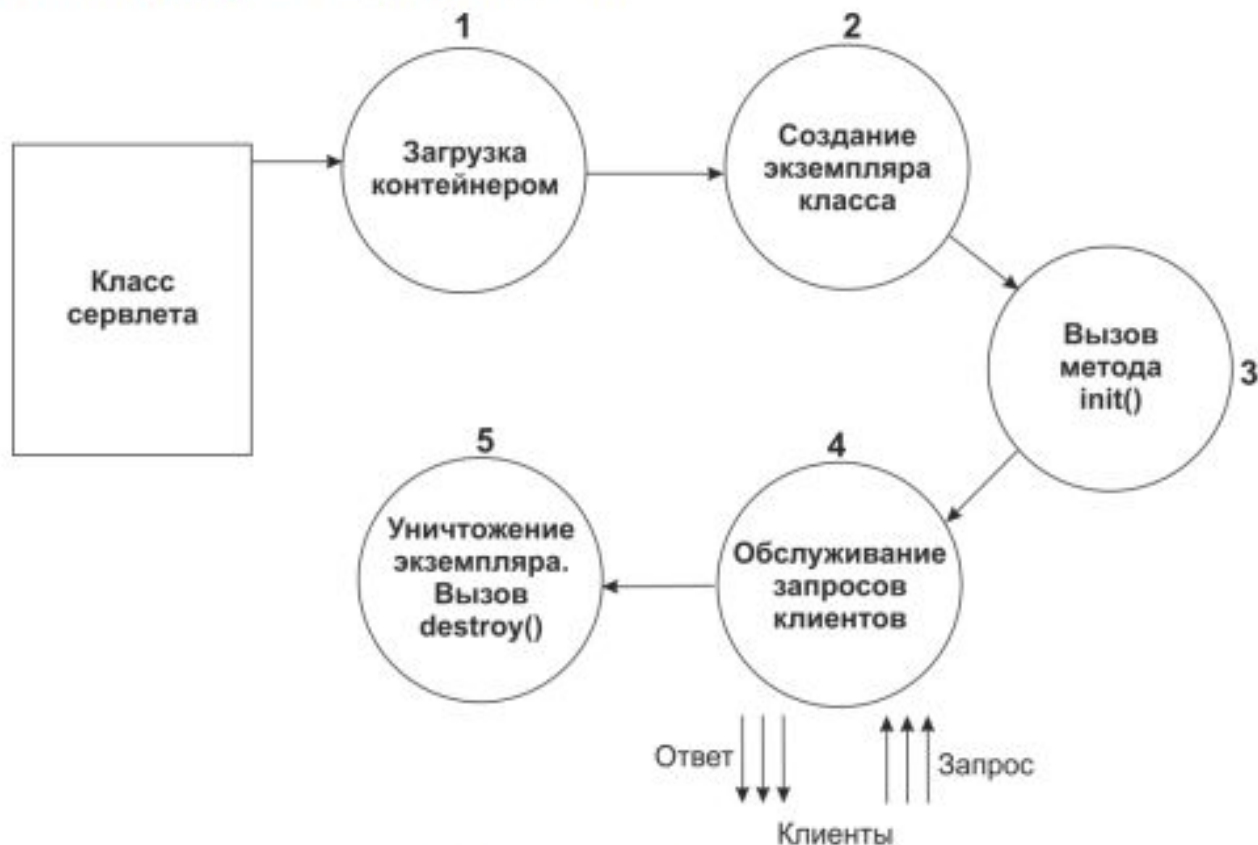 1
Загрузка
контейнером
2
Создание
экземпляра
класса
Класс
сервлета
Вызов
метода
init()
3
5
Уничтожение
экземпляра.
Вызов
destroy()
4
Обслуживание
запросов
клиентов
Ответ
Запрос
Клиенты